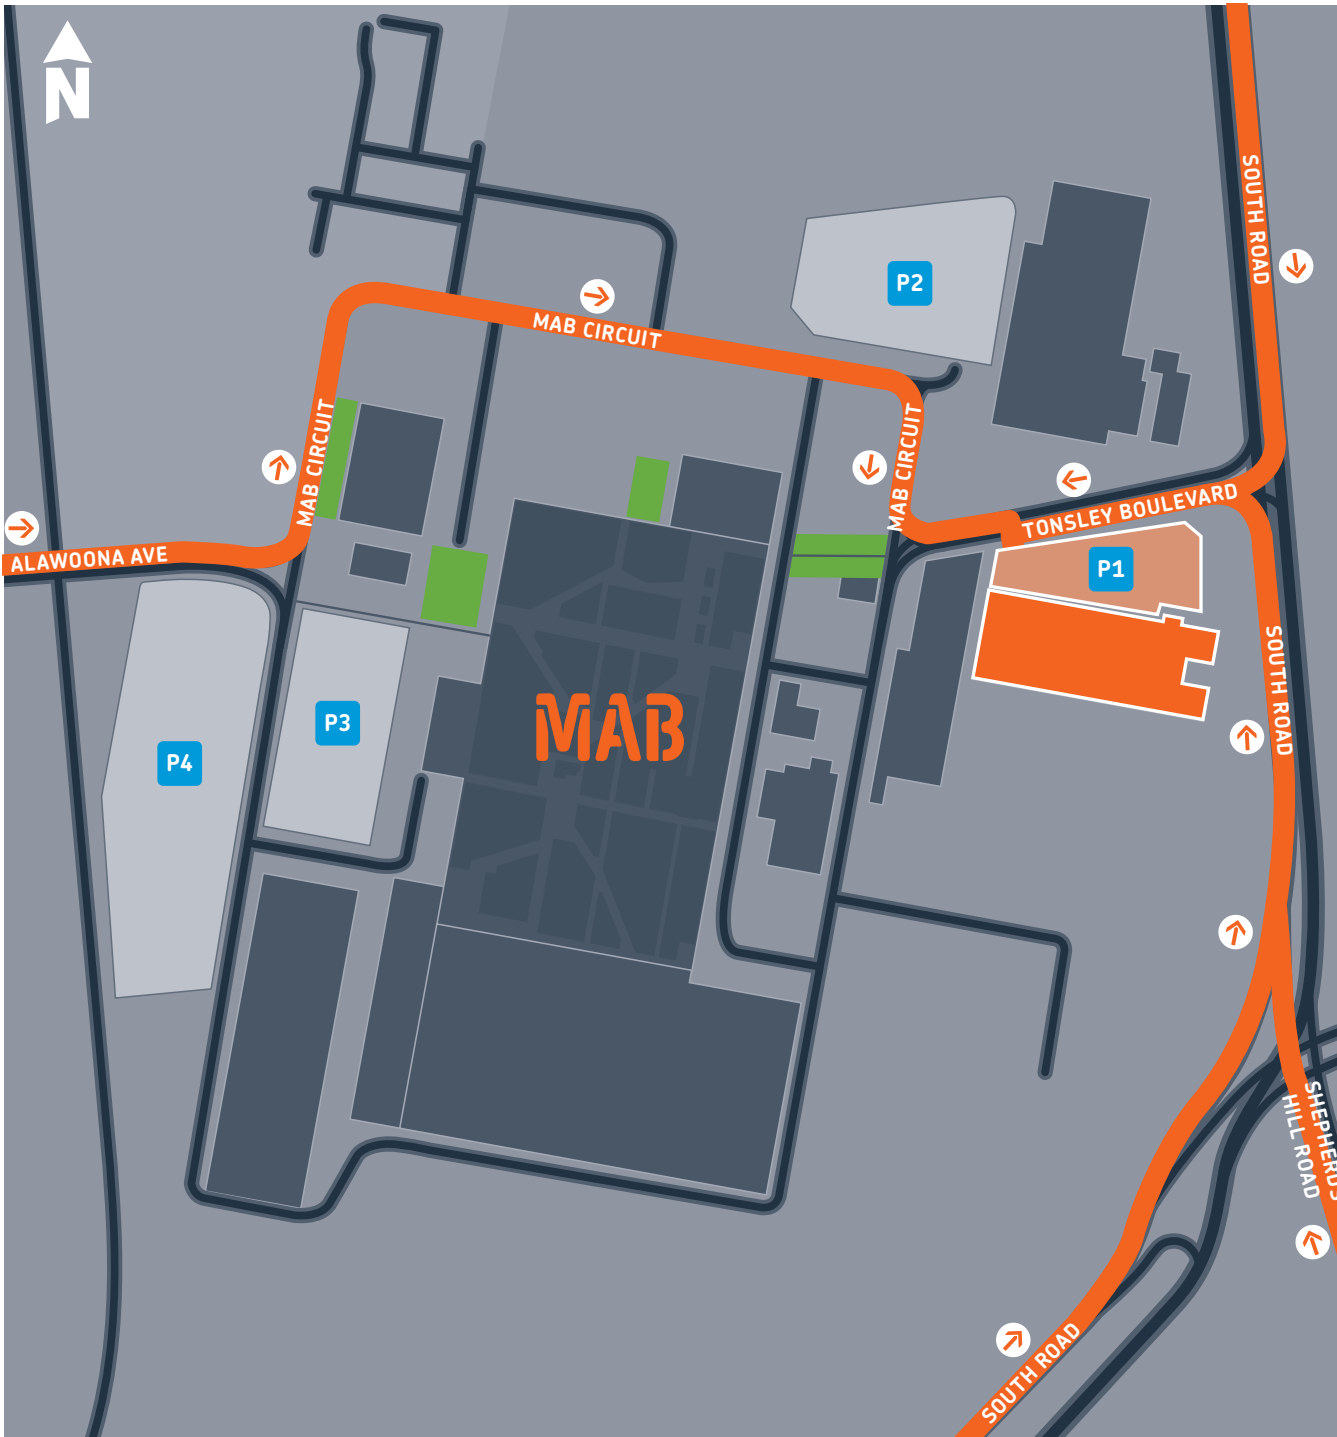 N
SOUTH ROAD
P2
MAB CIRCUIT
MAB CIRCUIT
MAB CIRCUIT
TONSLEY BOULEVARD
ALAWOONA AVE
P1
SOUTH ROAD
P3
MAB
P4
SHEPHERDS
HILL ROAD
SOUTH ROAD